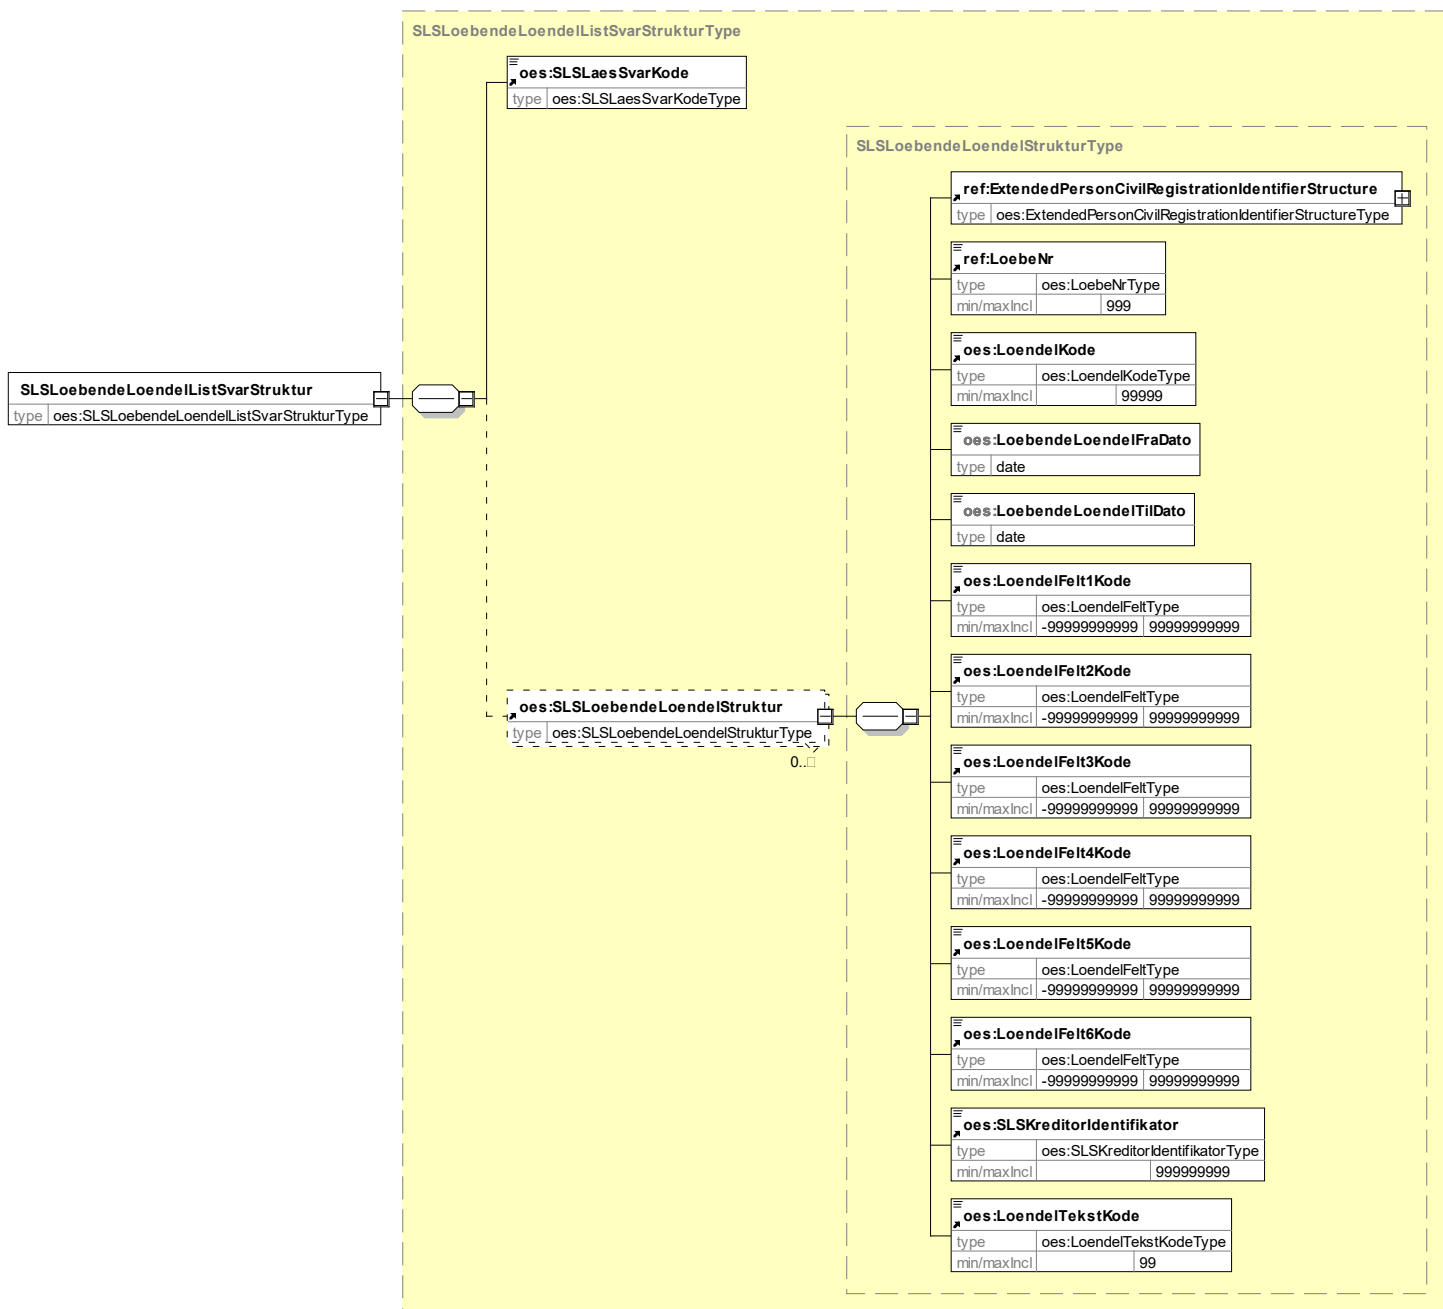 SLSLoebendeLoendelListSvarStrukturType
oes:SLSLaesSvarKode
type oes:SLSLaesSvarKodeType
SLSLoebendeLoendelStrukturType
ref:ExtendedPersonCivilRegistrationIdentifierStructure
type oes:ExtendedPersonCivilRegistrationIdentifierStructureType
ref:LoebeNr
type oes:LoebeNrType
min/maxIncl 999
oes:LoendelKode
type oes:LoendelKodeType
min/maxIncl 99999
SLSLoebendeLoendelListSvarStruktur
type oes:SLSLoebendeLoendelListSvarStrukturType
oes:LoebendeLoendelFraDato
type date
oes:LoebendeLoendelTilDato
type date
oes:LoendelFelt1Kode
type oes:LoendelFeltType
min/maxIncl -99999999999 99999999999
oes:LoendelFelt2Kode
type oes:LoendelFeltType
min/maxIncl -99999999999 99999999999
oes:SLSLoebendeLoendelStruktur
type oes:SLSLoebendeLoendelStrukturType
0..
oes:LoendelFelt3Kode
type oes:LoendelFeltType
min/maxIncl -99999999999 99999999999
oes:LoendelFelt4Kode
type oes:LoendelFeltType
min/maxIncl -99999999999 99999999999
oes:LoendelFelt5Kode
type oes:LoendelFeltType
min/maxIncl -99999999999 99999999999
oes:LoendelFelt6Kode
type oes:LoendelFeltType
min/maxIncl -99999999999 99999999999
oes:SLSKreditorIdentifikator
type oes:SLSKreditorIdentifikatorType
min/maxIncl 999999999
oes:LoendelTekstKode
type oes:LoendelTekstKodeType
min/maxIncl 99